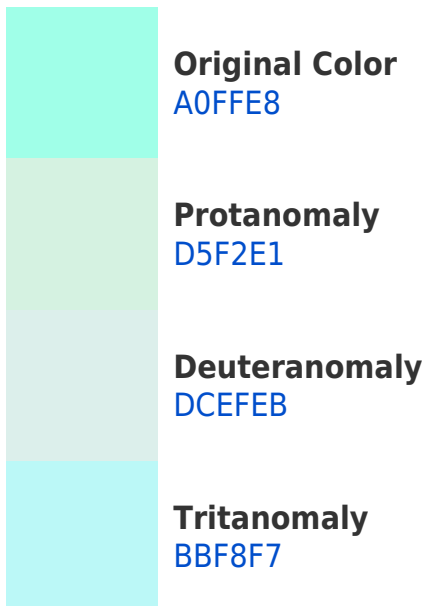 Original Color
A0FFE8
Protanomaly
D5F2E1
Deuteranomaly
DCEFEB
Tritanomaly
BBF8F7